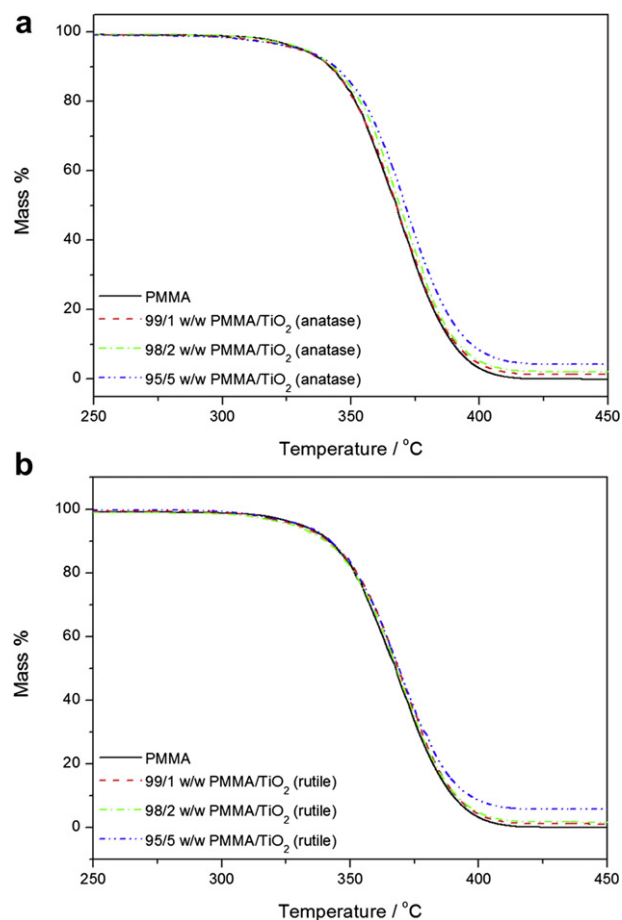 a
100
80
60
40
20
0
Mass %
PMMA
99/1 w/w PMMA/TiO₂ (anatase)
98/2 w/w PMMA/TiO₂ (anatase)
95/5 w/w PMMA/TiO₂ (anatase)
250 300 350 400 450
Temperature / °C
b
100
80
60
40
20
0
Mass %
PMMA
99/1 w/w PMMA/TiO₂ (rutile)
98/2 w/w PMMA/TiO₂ (rutile)
95/5 w/w PMMA/TiO₂ (rutile)
250 300 350 400 450
Temperature / °C